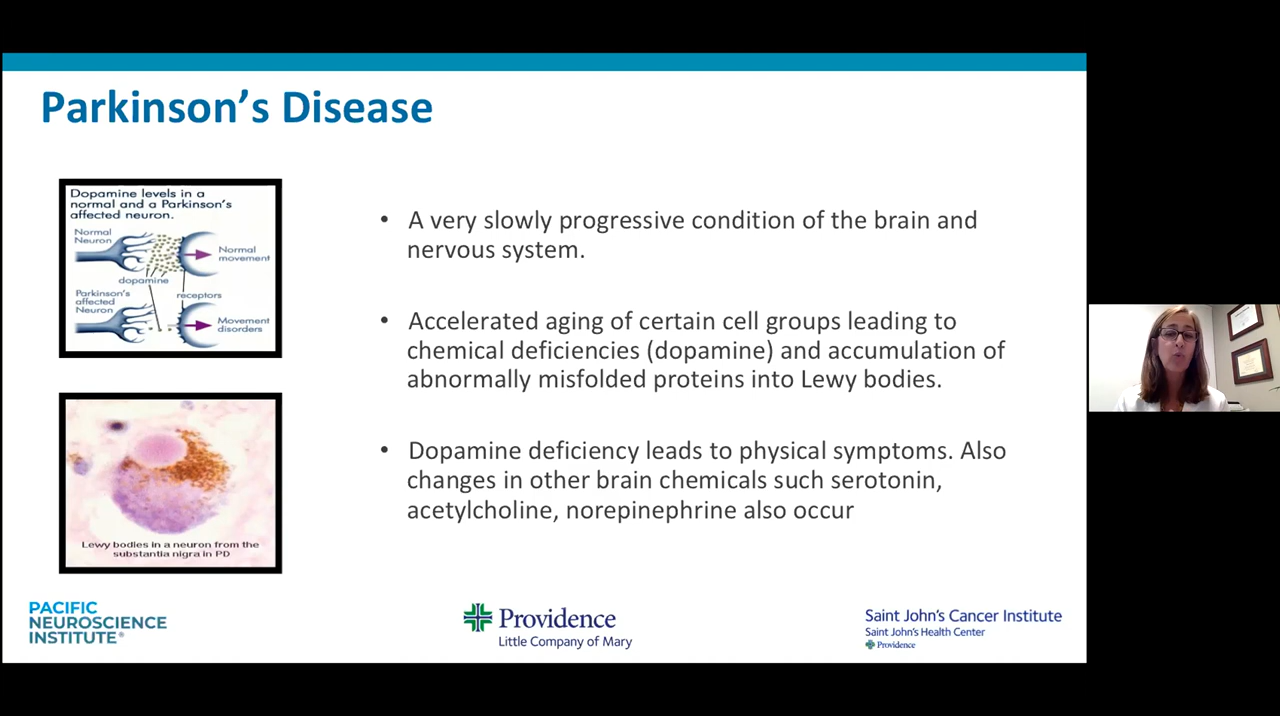 Parkinson's Disease
Dopamine levels in a
normal and a Parkinson's
affected neuron.
Normal
Neuron
Normal
movement
dopamine
receptors
Parkinson's
affected
Neuron
Movement
disorders
Lewy bodies in a neuron from the
substantia nigra in PD
• A very slowly progressive condition of the brain and
nervous system.
• Accelerated aging of certain cell groups leading to
chemical deficiencies (dopamine) and accumulation of
abnormally misfolded proteins into Lewy bodies.
• Dopamine deficiency leads to physical symptoms. Also
changes in other brain chemicals such serotonin,
acetylcholine, norepinephrine also occur
PACIFIC
NEUROSCIENCE
INSTITUTE®
Providence
Little Company of Mary
Saint John's Cancer Institute
Saint John's Health Center
Providence